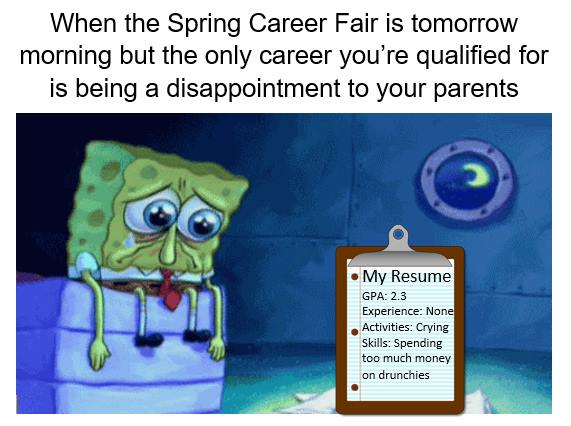 When the Spring Career Fair is tomorrow
morning but the only career you’re qualified for
is being a disappointment to your parents
My Resume
GPA: 2.3
Experience: None
Activities: Crying
Skills: Spending
too much money
on drunchies